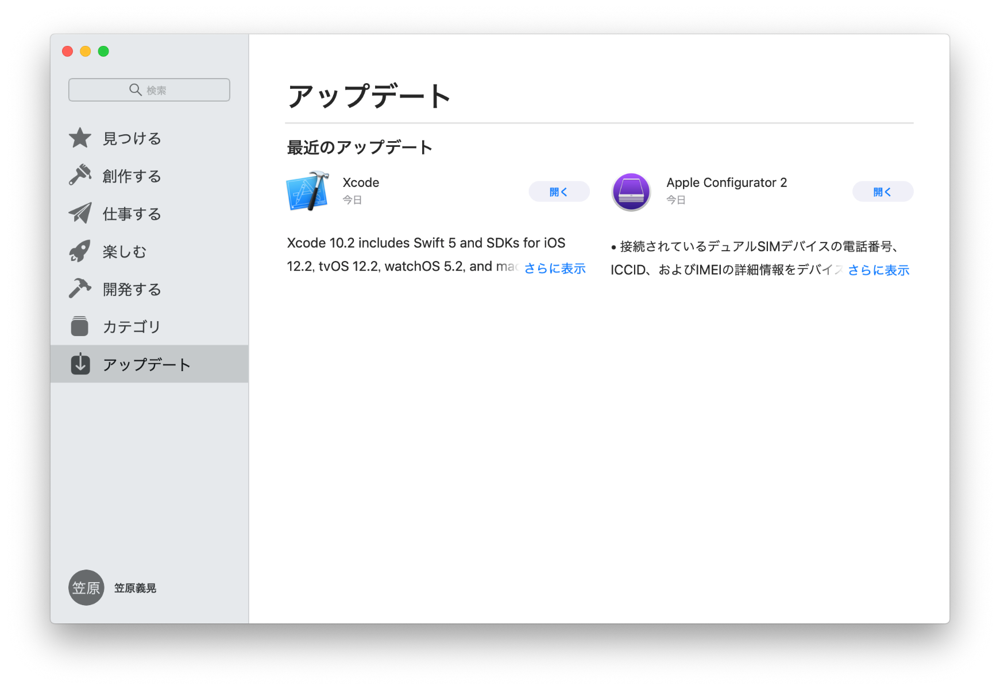 検索
見つける
創作する
仕事する
楽しむ
開発する
カテゴリ
アップデート
笠原
笠原義晃
アップデート
最近のアップデート
Xcode
今日
開く
Xcode 10.2 includes Swift 5 and SDKs for iOS
12.2, tvOS 12.2, watchOS 5.2, and mac さらに表示
Apple Configurator 2
今日
開く
• 接続されているデュアルSIMデバイスの電話番号、
ICCID、およびIMEIの詳細情報をデバイス さらに表示